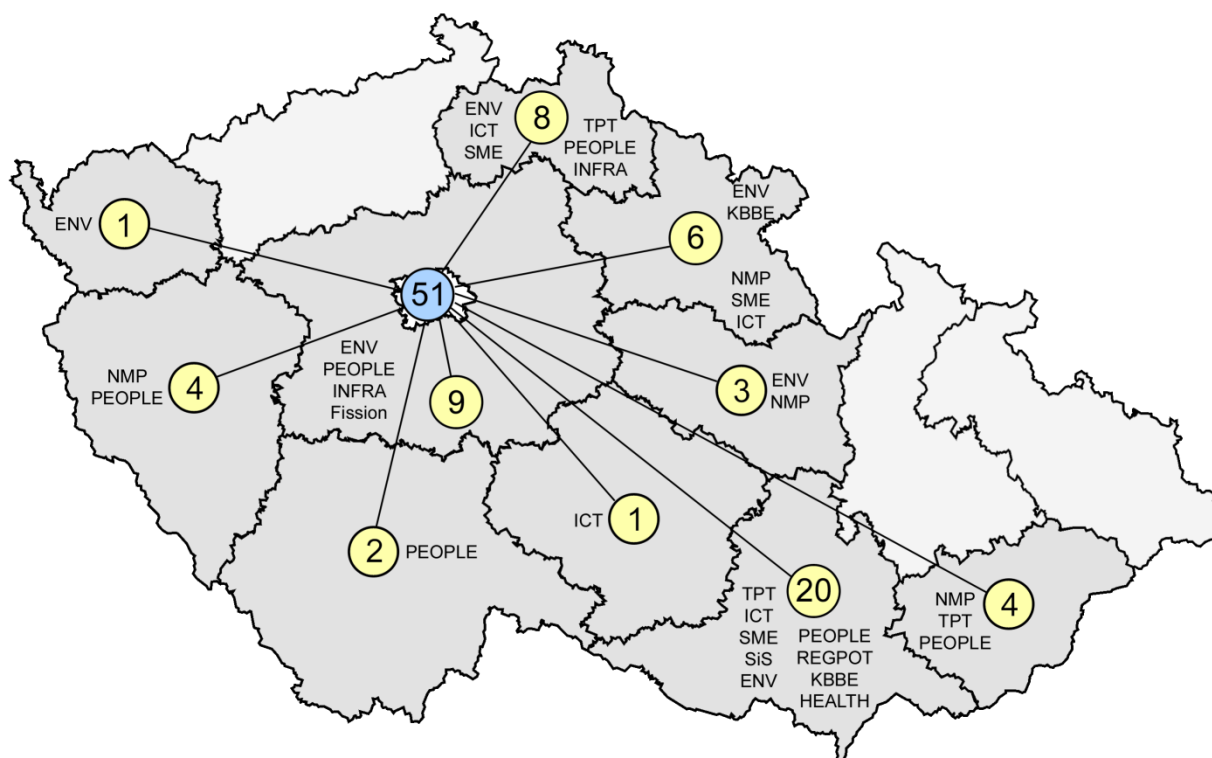 ENV
ICT
SME
8
TPT
PEOPLE
INFRA
ENV
1
ENV
KBBE
6
NMP
SME
ICT
51
NMP
PEOPLE
4
ENV
PEOPLE
INFRA
Fission
9
3
ENV
NMP
ICT
1
2
PEOPLE
20
TPT
ICT
SME
SiS
ENV
PEOPLE
REGPOT
KBBE
HEALTH
NMP
TPT
PEOPLE
4